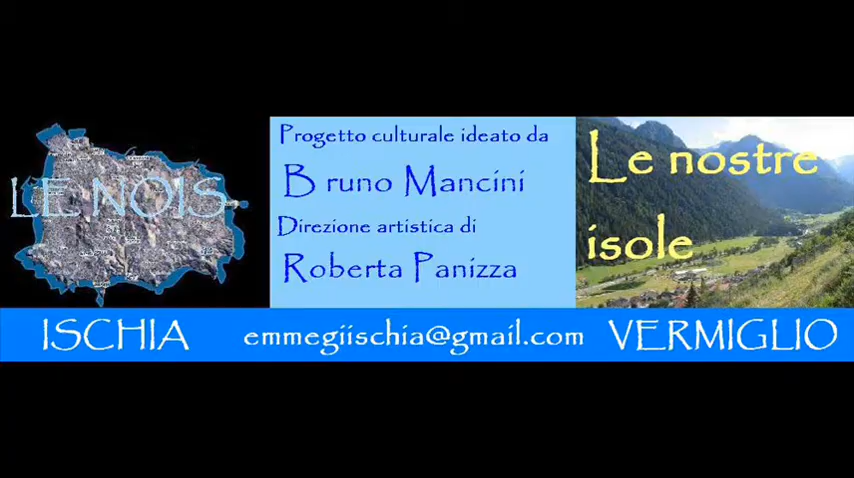 LE NOIS
Progetto culturale ideato da
Bruno Mancini
Direzione artistica di
Roberta Panizza
Le nostre
isole
ISCHIA
emmegiischia@gmail.com
VERMIGLIO